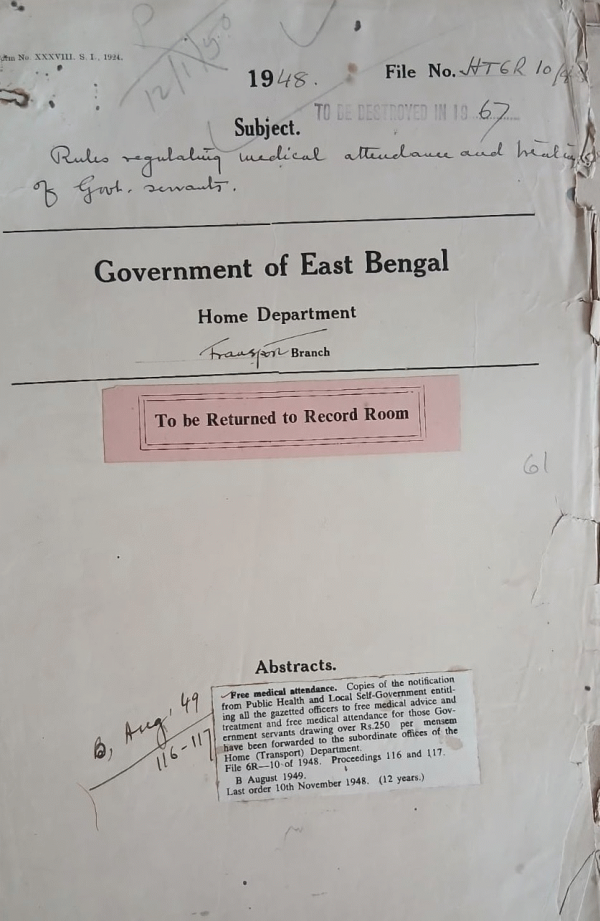 m No. XXXVIII. S. I., 1924.
12/1/50
1948.
File No. HT6R 10/48
TO BE DESTROYED IN 1967
Subject.
Rules regulating medical attendance and
of Govt. servants.
Government of East Bengal
Home Department
Transport Branch
To be Returned to Record Room
61
Abstracts.
B, Aug, 49
116-117
Free medical attendance. Copies of the notification
from Public Health and Local Self-Government entitl-
ing all the gazetted officers to free medical advice and
treatment and free medical attendance for those Gov-
ernment servants drawing over Rs.250 per mensem
have been forwarded to the subordinate offices of the
Home (Transport) Department.
File 6R—10 of 1948. Proceedings 116 and 117.
B August 1949.
Last order 10th November 1948. (12 years.)